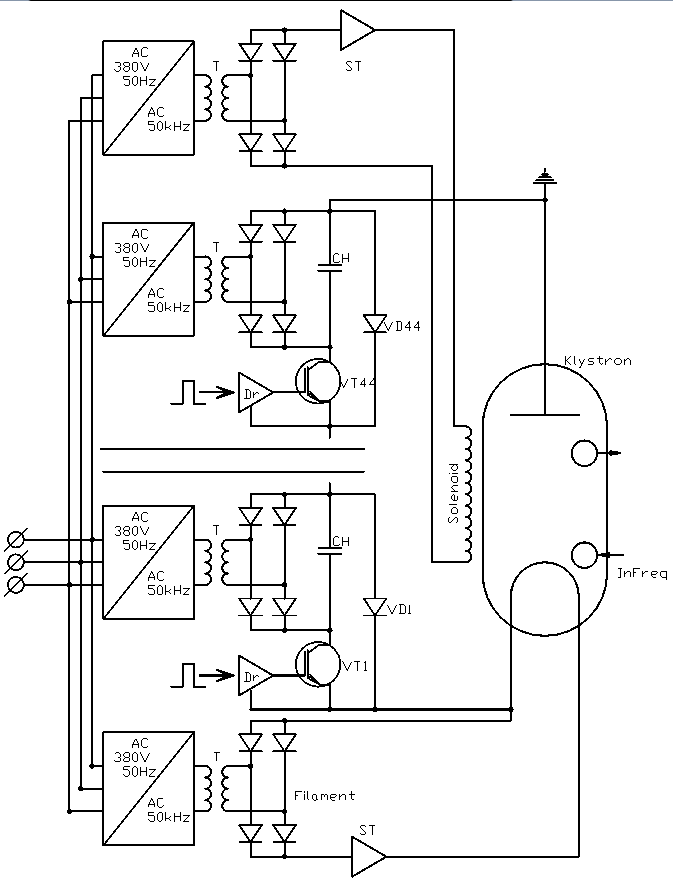 AC
380V
50Hz
AC
50kHz
T
ST
AC
380V
50Hz
AC
50kHz
T
CH
VD44
VT44
Dr
Klystron
Solenoid
InFreq
AC
380V
50Hz
AC
50kHz
T
CH
VD1
VT1
Dr
AC
380V
50Hz
AC
50kHz
T
Filament
ST